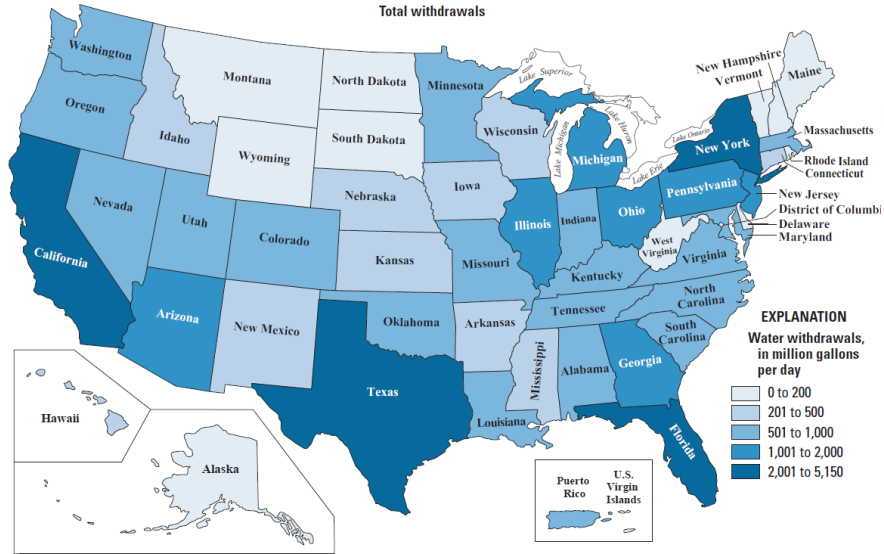 Total withdrawals
Washington
Montana
North Dakota
Minnesota
Lake Superior
New Hampshire
Vermont
Maine
Oregon
Idaho
Wyoming
South Dakota
Wisconsin
Lake Michigan
Lake Huron
Michigan
Lake Ontario
Lake Erie
New York
Massachusetts
Rhode Island
Connecticut
Nebraska
Iowa
Pennsylvania
New Jersey
District of Columbi
Delaware
Maryland
Nevada
Utah
Colorado
Kansas
Missouri
Illinois
Indiana
Ohio
West
Virginia
Virginia
California
Kentucky
North
Carolina
Tennessee
Arizona
New Mexico
Oklahoma
Arkansas
South
Carolina
Mississippi
Alabama
Georgia
Texas
Louisiana
Florida
Hawaii
Alaska
Puerto
Rico
U.S.
Virgin
Islands
EXPLANATION
Water withdrawals,
in million gallons
per day
0 to 200
201 to 500
501 to 1,000
1,001 to 2,000
2,001 to 5,150